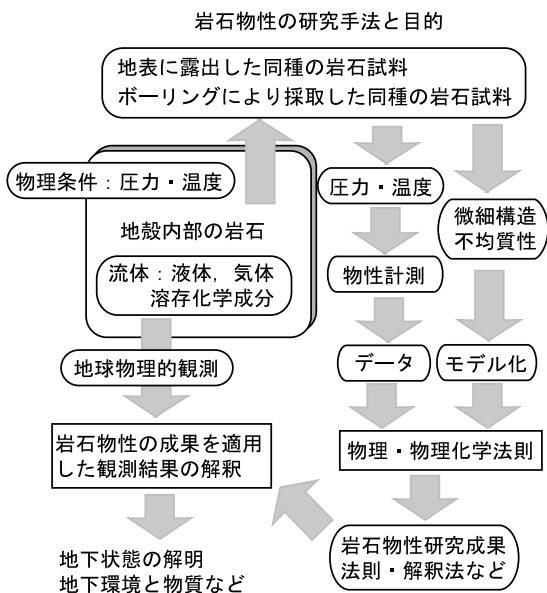 岩石物性の研究手法と目的
地表に露出した同種の岩石試料
ボーリングにより採取した同種の岩石試料
物理条件：圧力・温度
地殻内部の岩石
流体：液体，気体
溶存化学成分
地球物理的観測
岩石物性の成果を適用
した観測結果の解釈
地下状態の解明
地下環境と物質など
圧力・温度
物性計測
データ
微細構造
不均質性
モデル化
物理・物理化学法則
岩石物性研究成果
法則・解釈法など